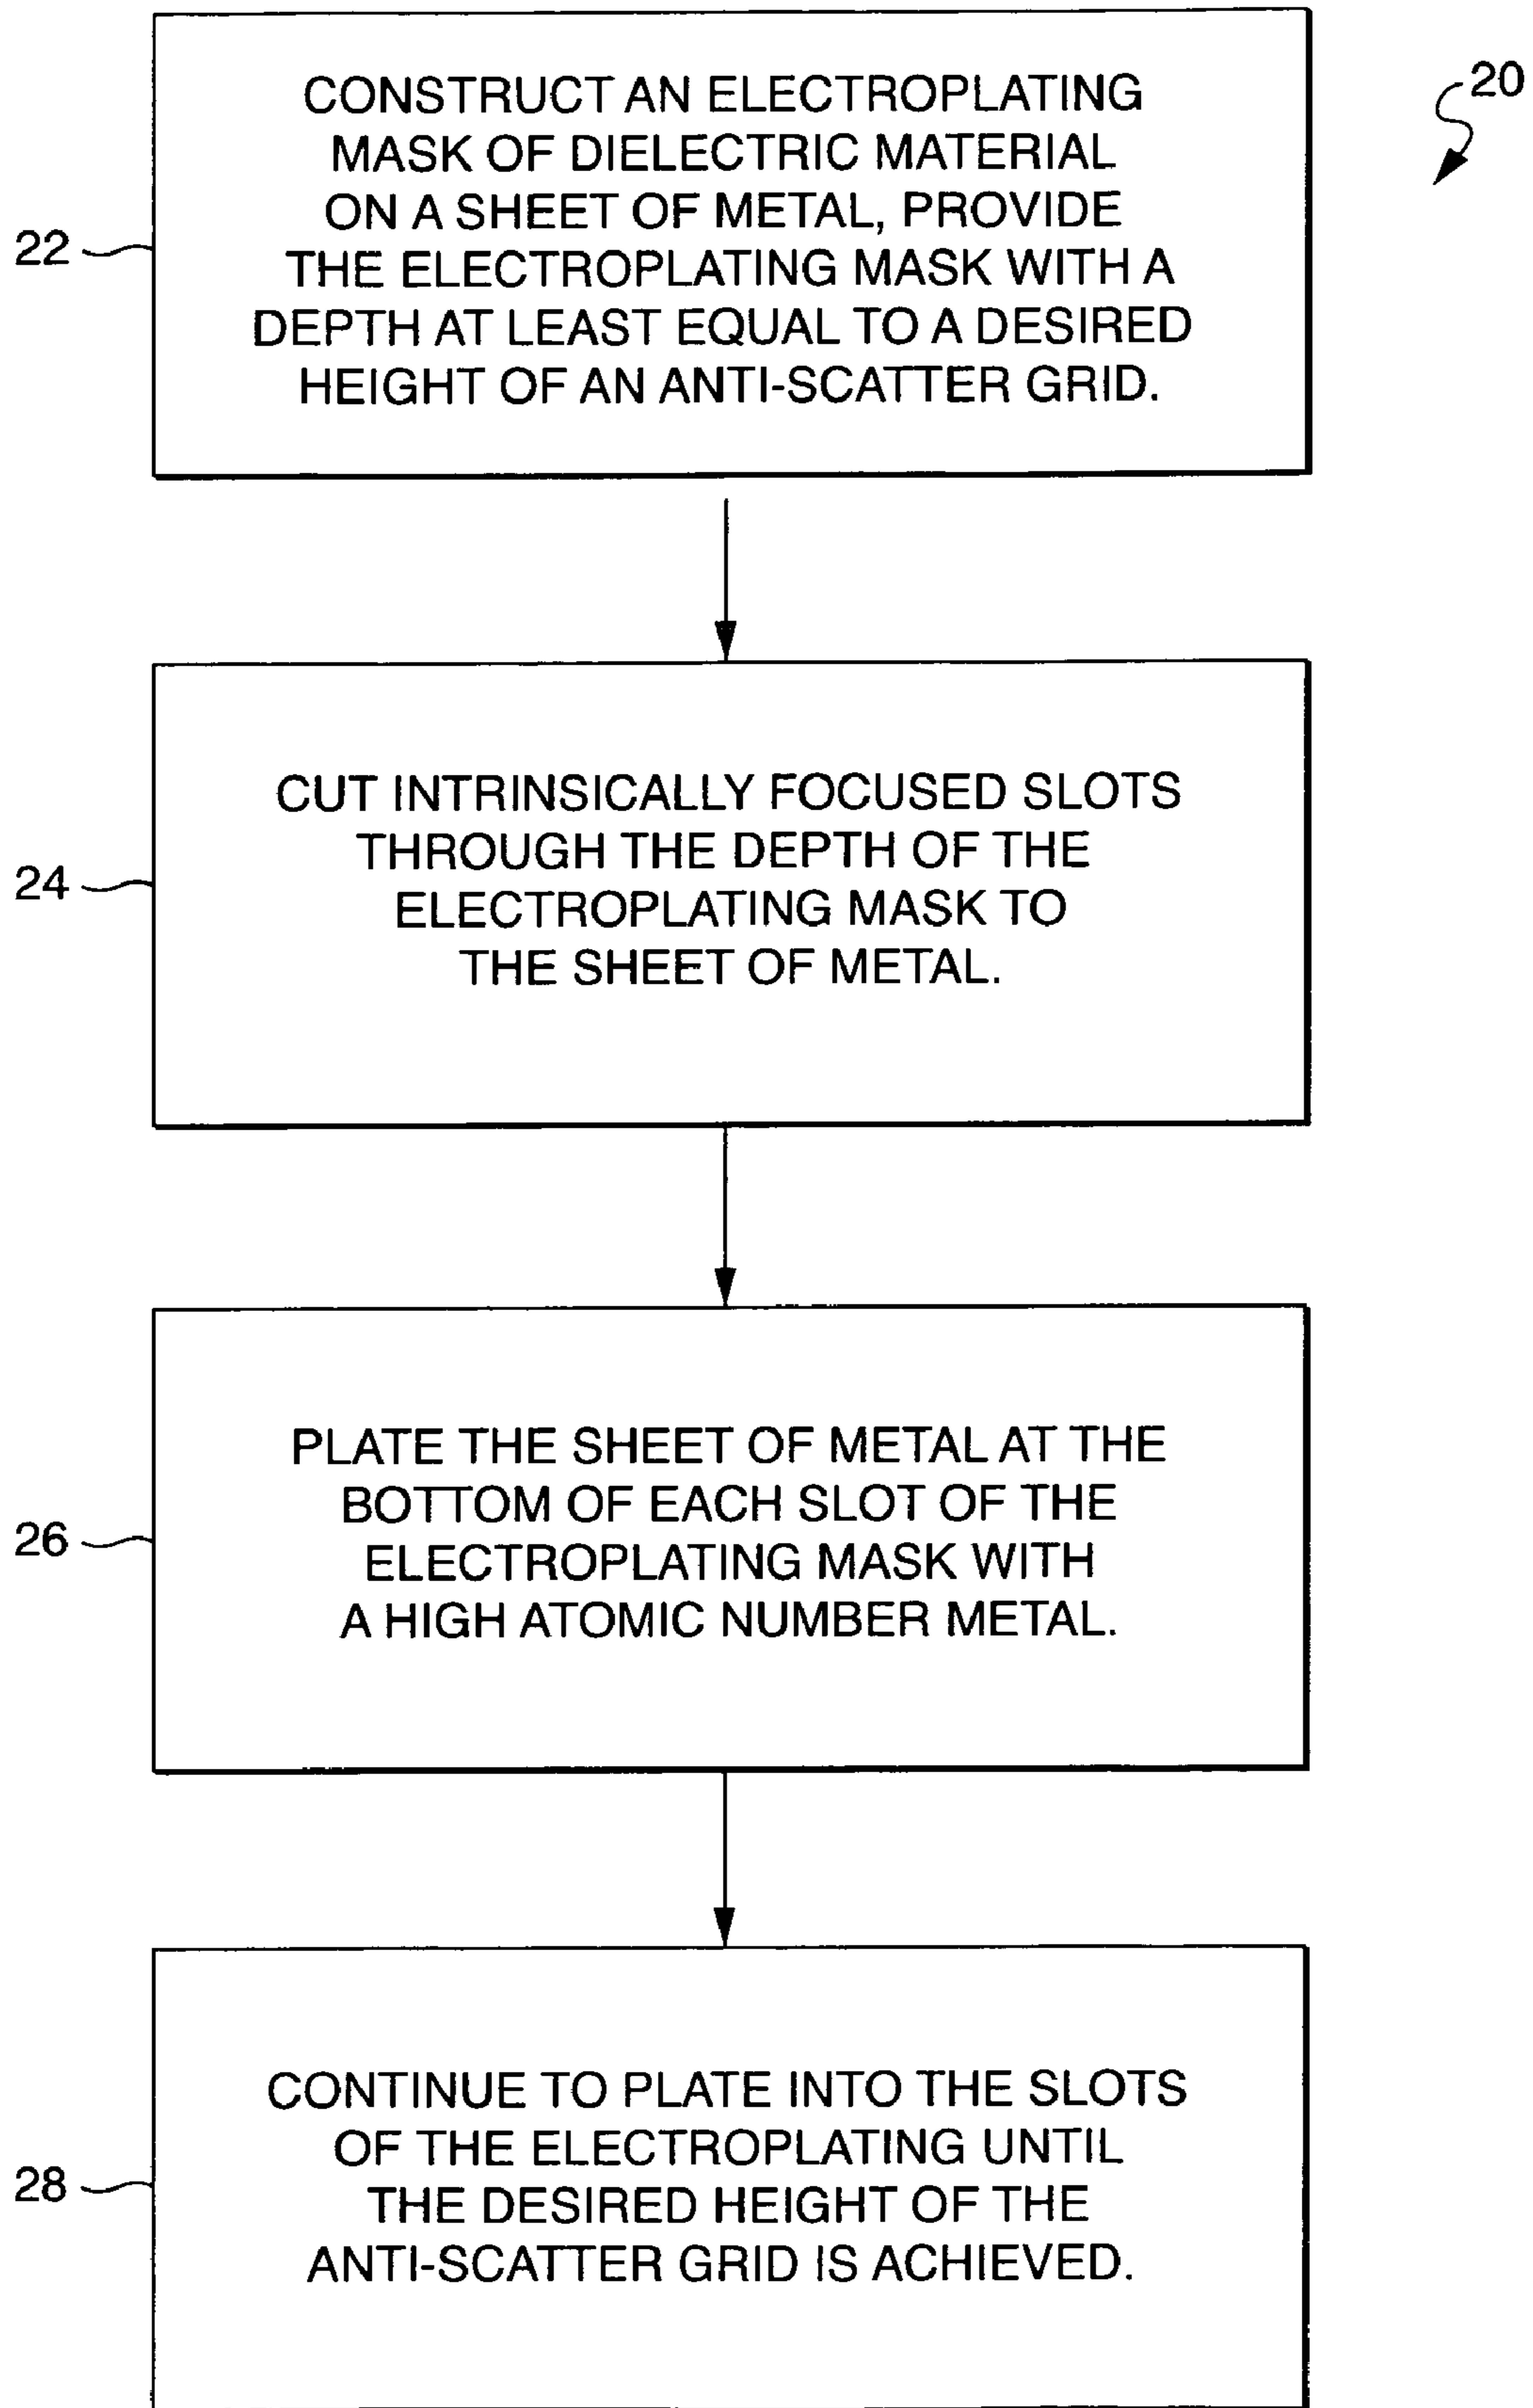 20
22
CONSTRUCT AN ELECTROPLATING
MASK OF DIELECTRIC MATERIAL
ON A SHEET OF METAL, PROVIDE
THE ELECTROPLATING MASK WITH A
DEPTH AT LEAST EQUAL TO A DESIRED
HEIGHT OF AN ANTI-SCATTER GRID.
24
CUT INTRINSICALLY FOCUSED SLOTS
THROUGH THE DEPTH OF THE
ELECTROPLATING MASK TO
THE SHEET OF METAL.
26
PLATE THE SHEET OF METAL AT THE
BOTTOM OF EACH SLOT OF THE
ELECTROPLATING MASK WITH
A HIGH ATOMIC NUMBER METAL.
28
CONTINUE TO PLATE INTO THE SLOTS
OF THE ELECTROPLATING UNTIL
THE DESIRED HEIGHT OF THE
ANTI-SCATTER GRID IS ACHIEVED.